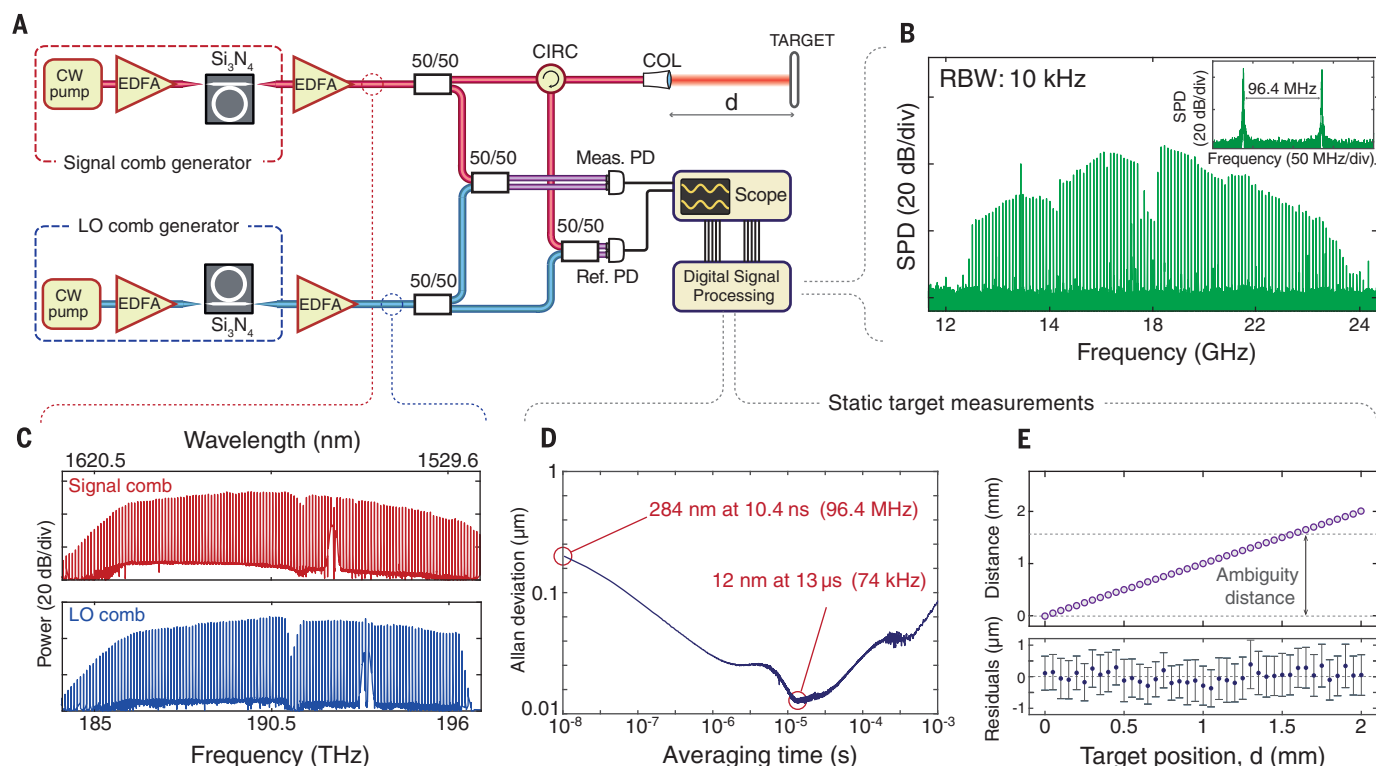 A
CW
pump
EDFA
Si₃N₄
EDFA
Signal comb generator
50/50
CIRC
COL
TARGET
d
50/50
Meas. PD
Scope
50/50
Ref. PD
Digital Signal
Processing
LO comb generator
CW
pump
EDFA
Si₃N₄
EDFA
50/50
B
RBW: 10 kHz
SPD (20 dB/div)
12
14
18
22
24
Frequency (GHz)
SPD
(20 dB/div)
96.4 MHz
Frequency (50 MHz/div).
Static target measurements
C
Wavelength (nm)
1620.5
1529.6
Signal comb
LO comb
Power (20 dB/div)
185
190.5
196
Frequency (THz)
D
Allan deviation (µm)
1
0.1
0.01
284 nm at 10.4 ns (96.4 MHz)
12 nm at 13 µs (74 kHz)
10⁻⁸
10⁻⁷
10⁻⁶
10⁻⁵
10⁻⁴
10⁻³
Averaging time (s)
E
Distance (mm)
2
1
0
Ambiguity
distance
Residuals (µm)
1
0
-1
0
0.5
1
1.5
2
Target position, d (mm)